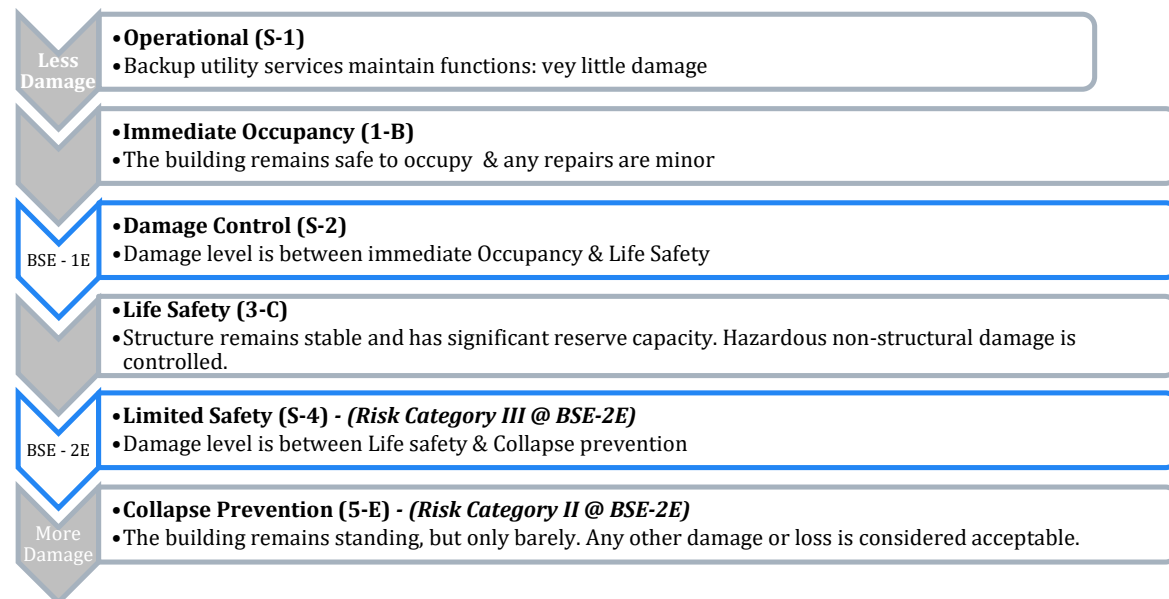 Less
Damage
•Operational (S-1)
•Backup utility services maintain functions: vey little damage
•Immediate Occupancy (1-B)
•The building remains safe to occupy & any repairs are minor
BSE - 1E
•Damage Control (S-2)
•Damage level is between immediate Occupancy & Life Safety
•Life Safety (3-C)
•Structure remains stable and has significant reserve capacity. Hazardous non-structural damage is
controlled.
BSE - 2E
•Limited Safety (S-4) - (Risk Category III @ BSE-2E)
•Damage level is between Life safety & Collapse prevention
More
Damage
•Collapse Prevention (5-E) - (Risk Category II @ BSE-2E)
•The building remains standing, but only barely. Any other damage or loss is considered acceptable.